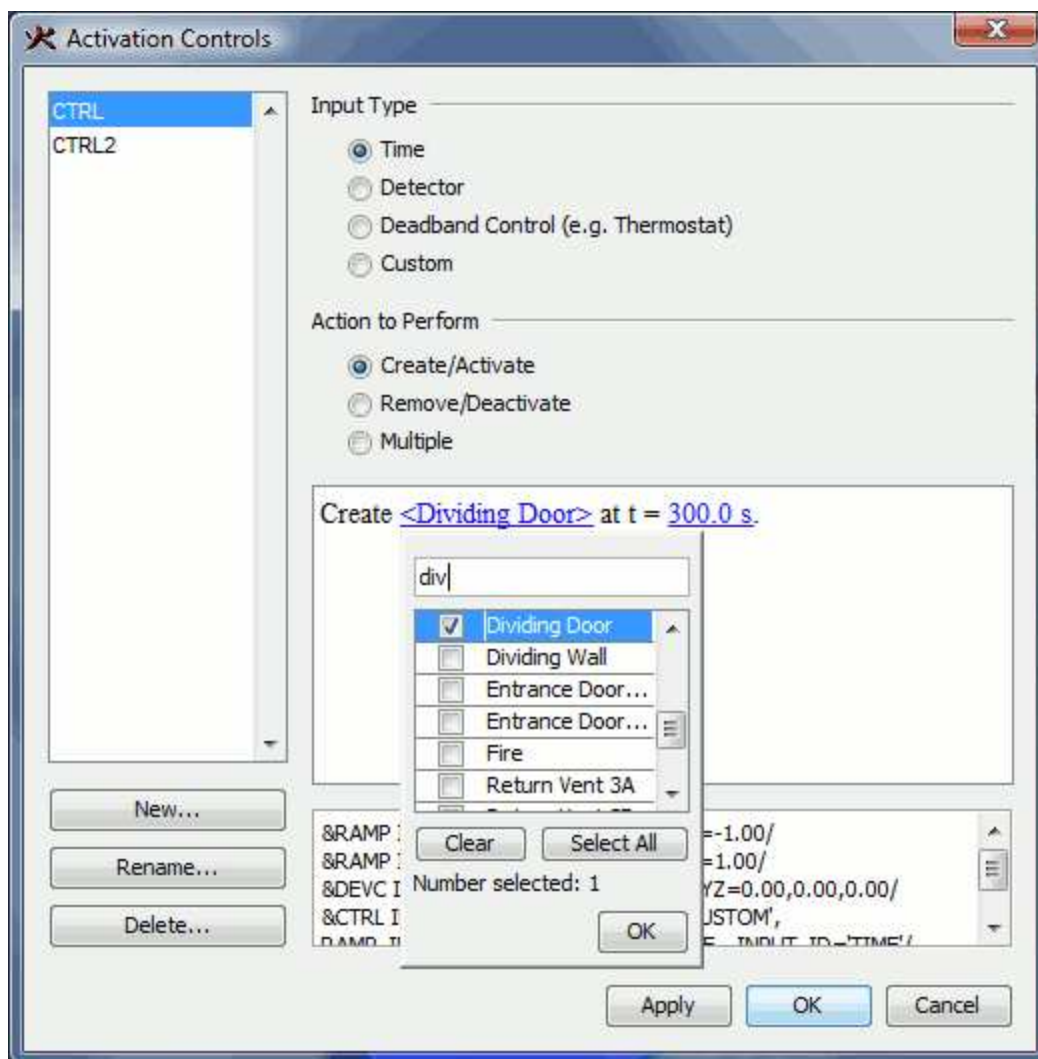 Activation Controls
CTRL
CTRL2
Input Type
Time
Detector
Deadband Control (e.g. Thermostat)
Custom
Action to Perform
Create/Activate
Remove/Deactivate
Multiple
Create <Dividing Door> at t = 300.0 s.
div
Dividing Door
Dividing Wall
Entrance Door...
Entrance Door...
Fire
Return Vent 3A
Clear
Select All
Number selected: 1
OK
&RAMP =-1.00/
&RAMP =1.00/
&DEVC YZ=0.00,0.00,0.00/
&CTRL USTOM',
INPUT_ID='TIME'/
New...
Rename...
Delete...
Apply
OK
Cancel